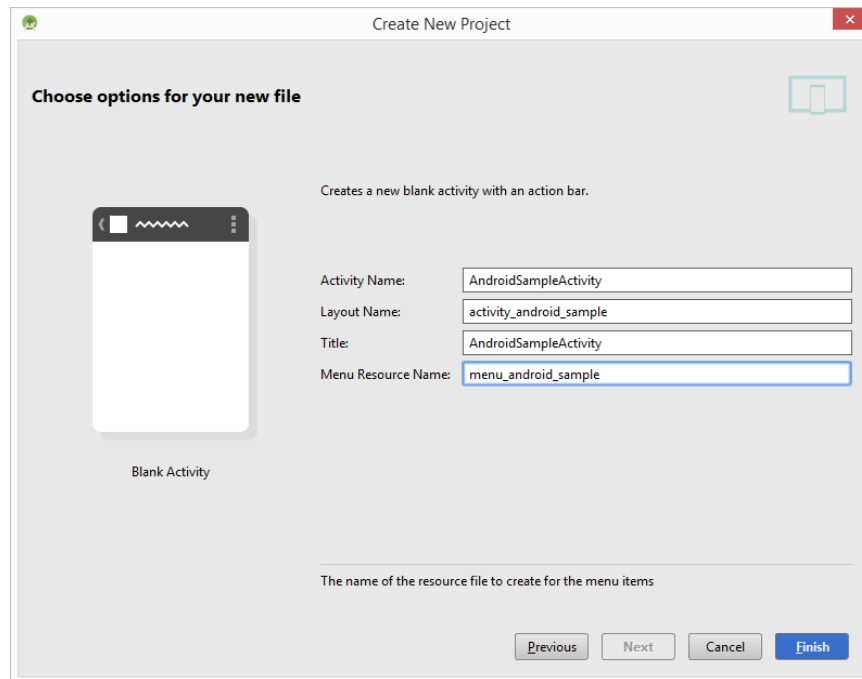 Create New Project
Choose options for your new file
Creates a new blank activity with an action bar.
Activity Name: AndroidSampleActivity
Layout Name: activity_android_sample
Title: AndroidSampleActivity
Menu Resource Name: menu_android_sample
Blank Activity
The name of the resource file to create for the menu items
Previous Next Cancel Finish